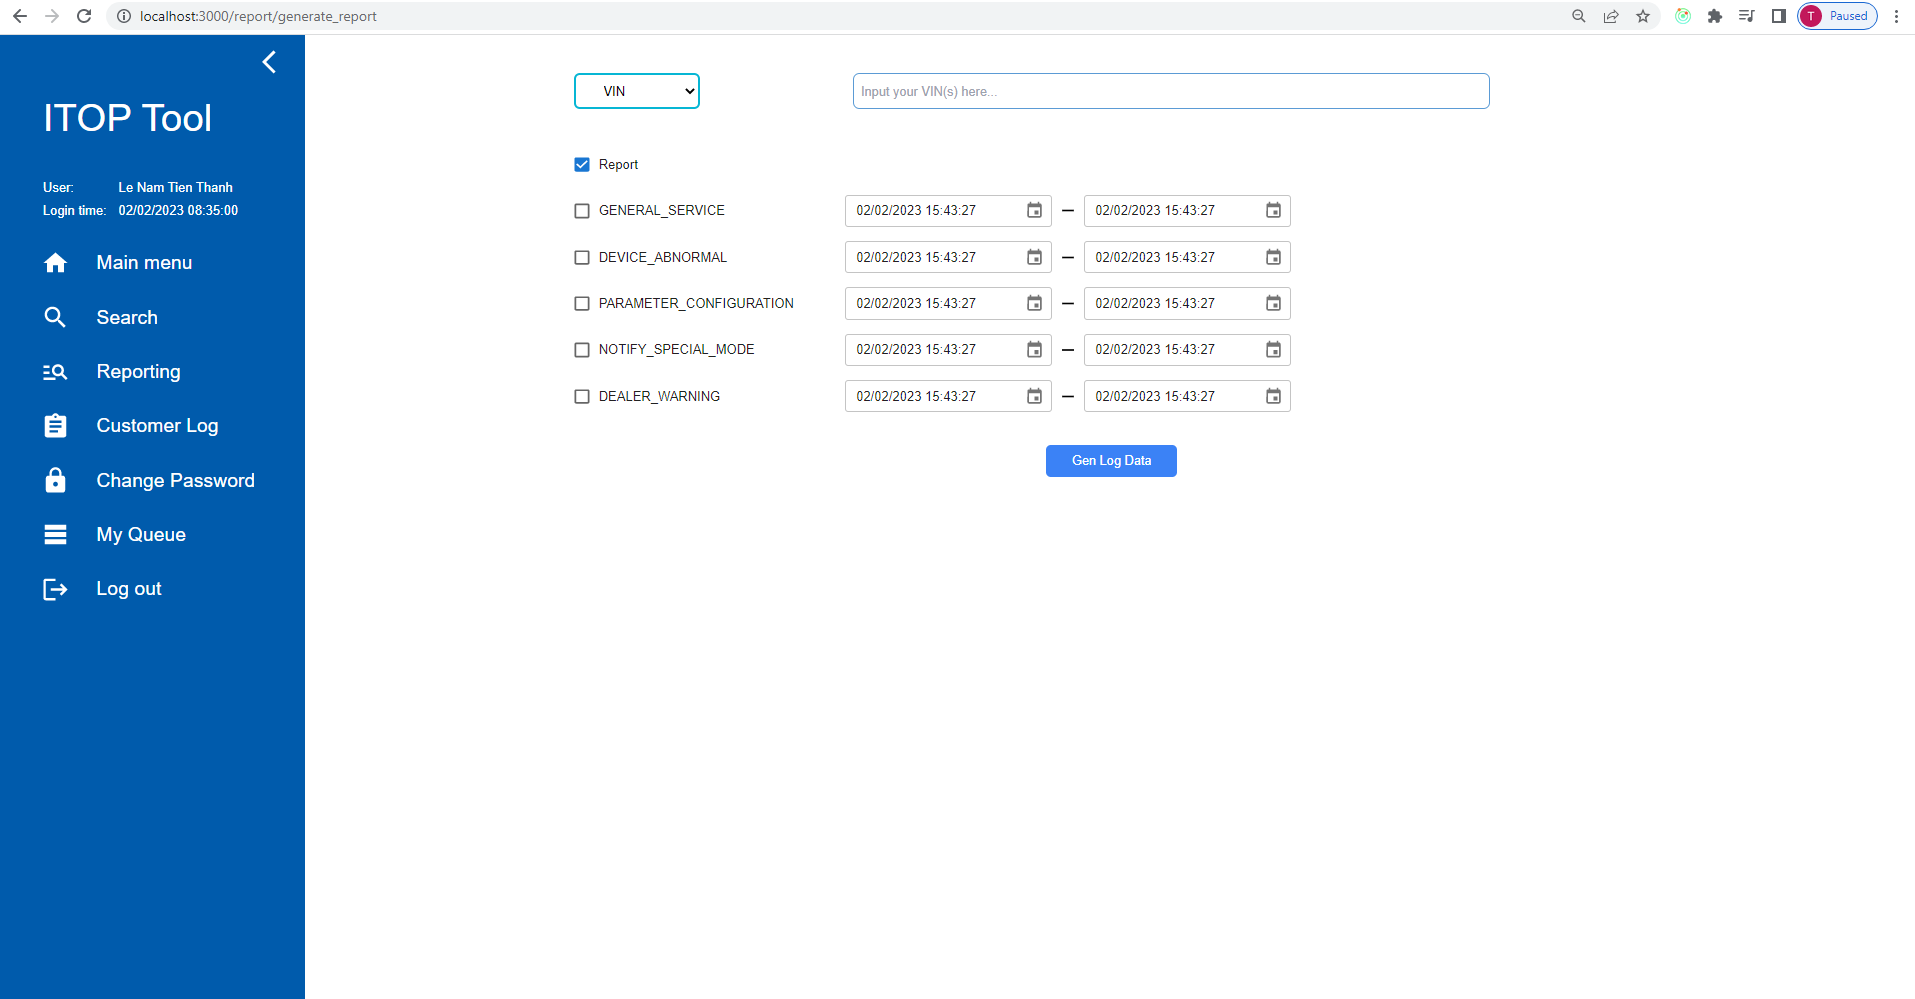 localhost:3000/report/generate_report
T Paused
ITOP Tool
User: Le Nam Tien Thanh
Login time: 02/02/2023 08:35:00
Main menu
Search
Reporting
Customer Log
Change Password
My Queue
Log out
VIN Input your VIN(s) here...
Report
GENERAL_SERVICE 02/02/2023 15:43:27 – 02/02/2023 15:43:27
DEVICE_ABNORMAL 02/02/2023 15:43:27 – 02/02/2023 15:43:27
PARAMETER_CONFIGURATION 02/02/2023 15:43:27 – 02/02/2023 15:43:27
NOTIFY_SPECIAL_MODE 02/02/2023 15:43:27 – 02/02/2023 15:43:27
DEALER_WARNING 02/02/2023 15:43:27 – 02/02/2023 15:43:27
Gen Log Data